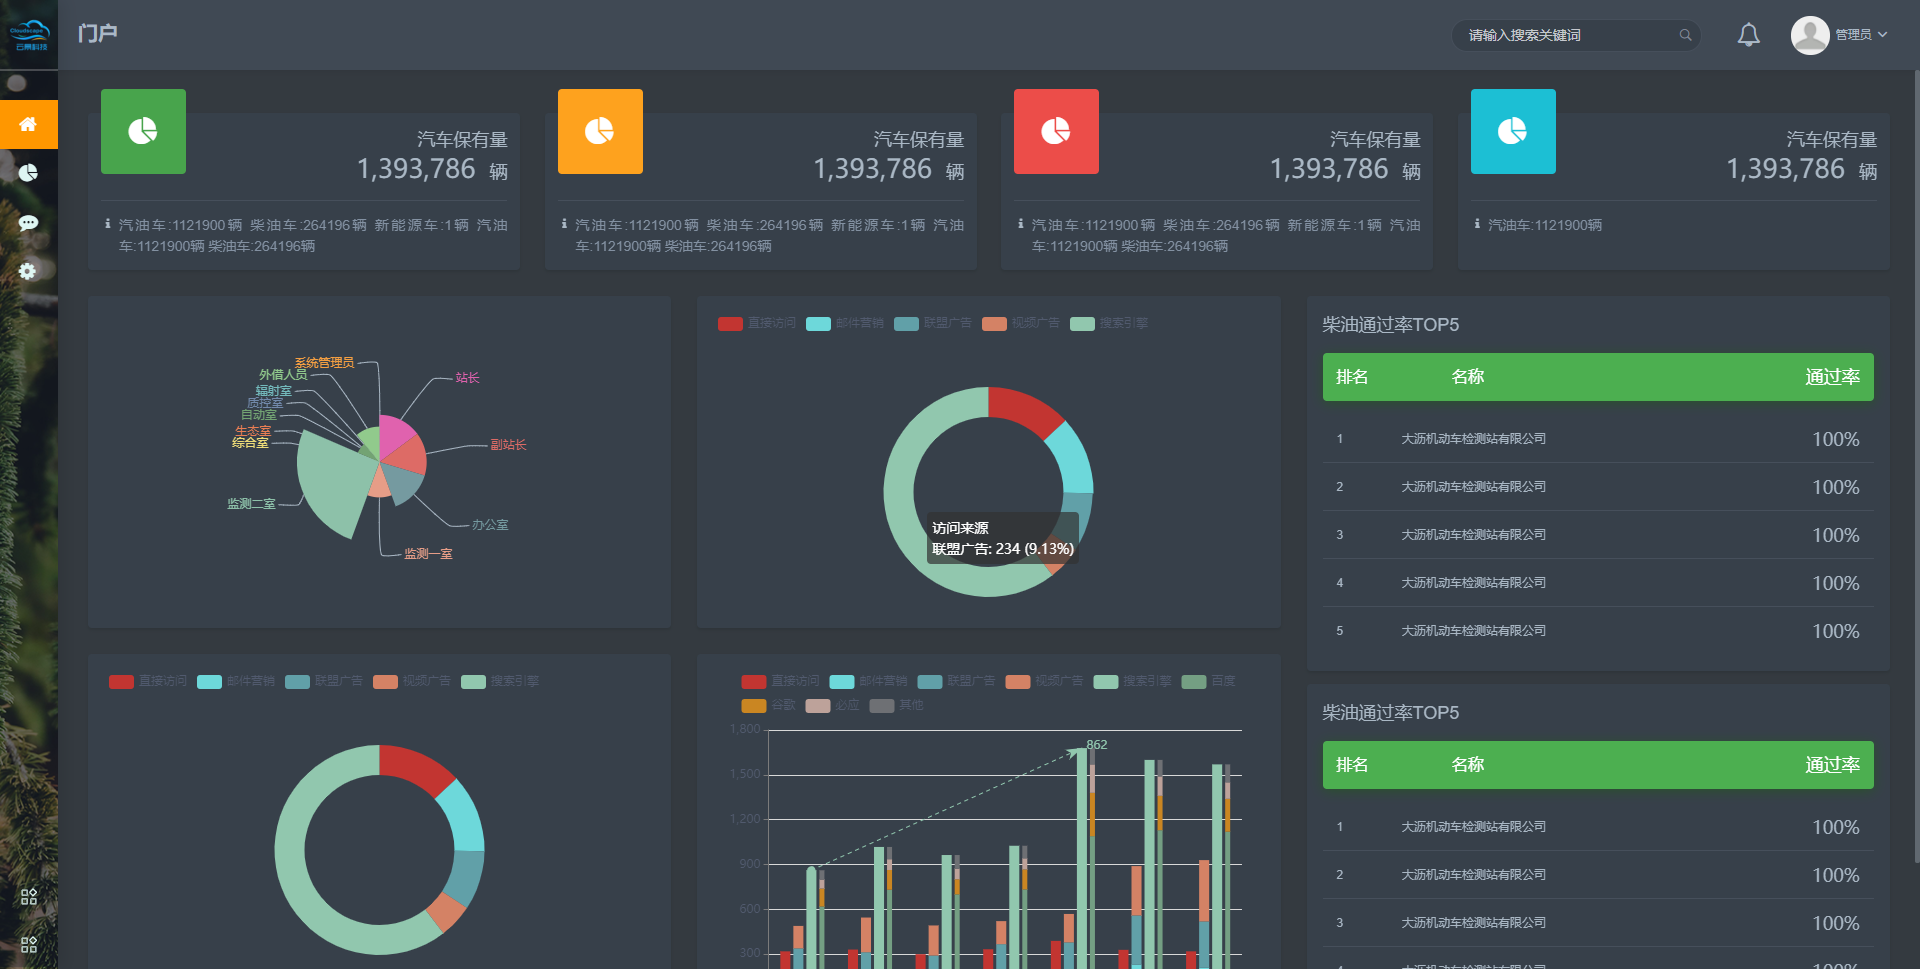 Cloudscape
云景科技
门户
请输入搜索关键词
管理员
汽车保有量
1,393,786 辆
汽油车:1121900辆 柴油车:264196辆 新能源车:1辆 汽油
车:1121900辆 柴油车:264196辆
汽车保有量
1,393,786 辆
汽油车:1121900辆 柴油车:264196辆 新能源车:1辆 汽油
车:1121900辆 柴油车:264196辆
汽车保有量
1,393,786 辆
汽油车:1121900辆 柴油车:264196辆 新能源车:1辆 汽油
车:1121900辆 柴油车:264196辆
汽车保有量
1,393,786 辆
汽油车:1121900辆
系统管理员
外借人员
辐射室
质控室
自动室
生态室
综合室
监测二室
站长
副站长
办公室
监测一室
直接访问 邮件营销 联盟广告 视频广告 搜索引擎
访问来源
联盟广告: 234 (9.13%)
柴油通过率TOP5
排名 名称 通过率
1 大沥机动车检测站有限公司 100%
2 大沥机动车检测站有限公司 100%
3 大沥机动车检测站有限公司 100%
4 大沥机动车检测站有限公司 100%
5 大沥机动车检测站有限公司 100%
直接访问 邮件营销 联盟广告 视频广告 搜索引擎
直接访问 邮件营销 联盟广告 视频广告 搜索引擎 百度
谷歌 必应 其他
1,800
1,500
1,200
900
600
300
862
柴油通过率TOP5
排名 名称 通过率
1 大沥机动车检测站有限公司 100%
2 大沥机动车检测站有限公司 100%
3 大沥机动车检测站有限公司 100%
4 大沥机动车检测站有限公司 100%